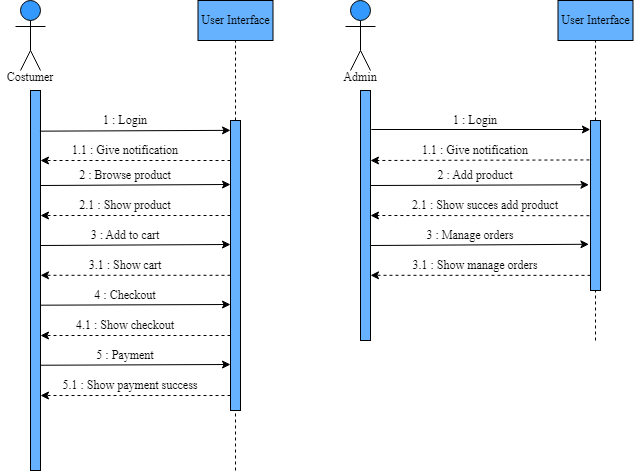 User Interface
Costumer
1 : Login
1.1 : Give notification
2 : Browse product
2.1 : Show product
3 : Add to cart
3.1 : Show cart
4 : Checkout
4.1 : Show checkout
5 : Payment
5.1 : Show payment success
User Interface
Admin
1 : Login
1.1 : Give notification
2 : Add product
2.1 : Show succes add product
3 : Manage orders
3.1 : Show manage orders